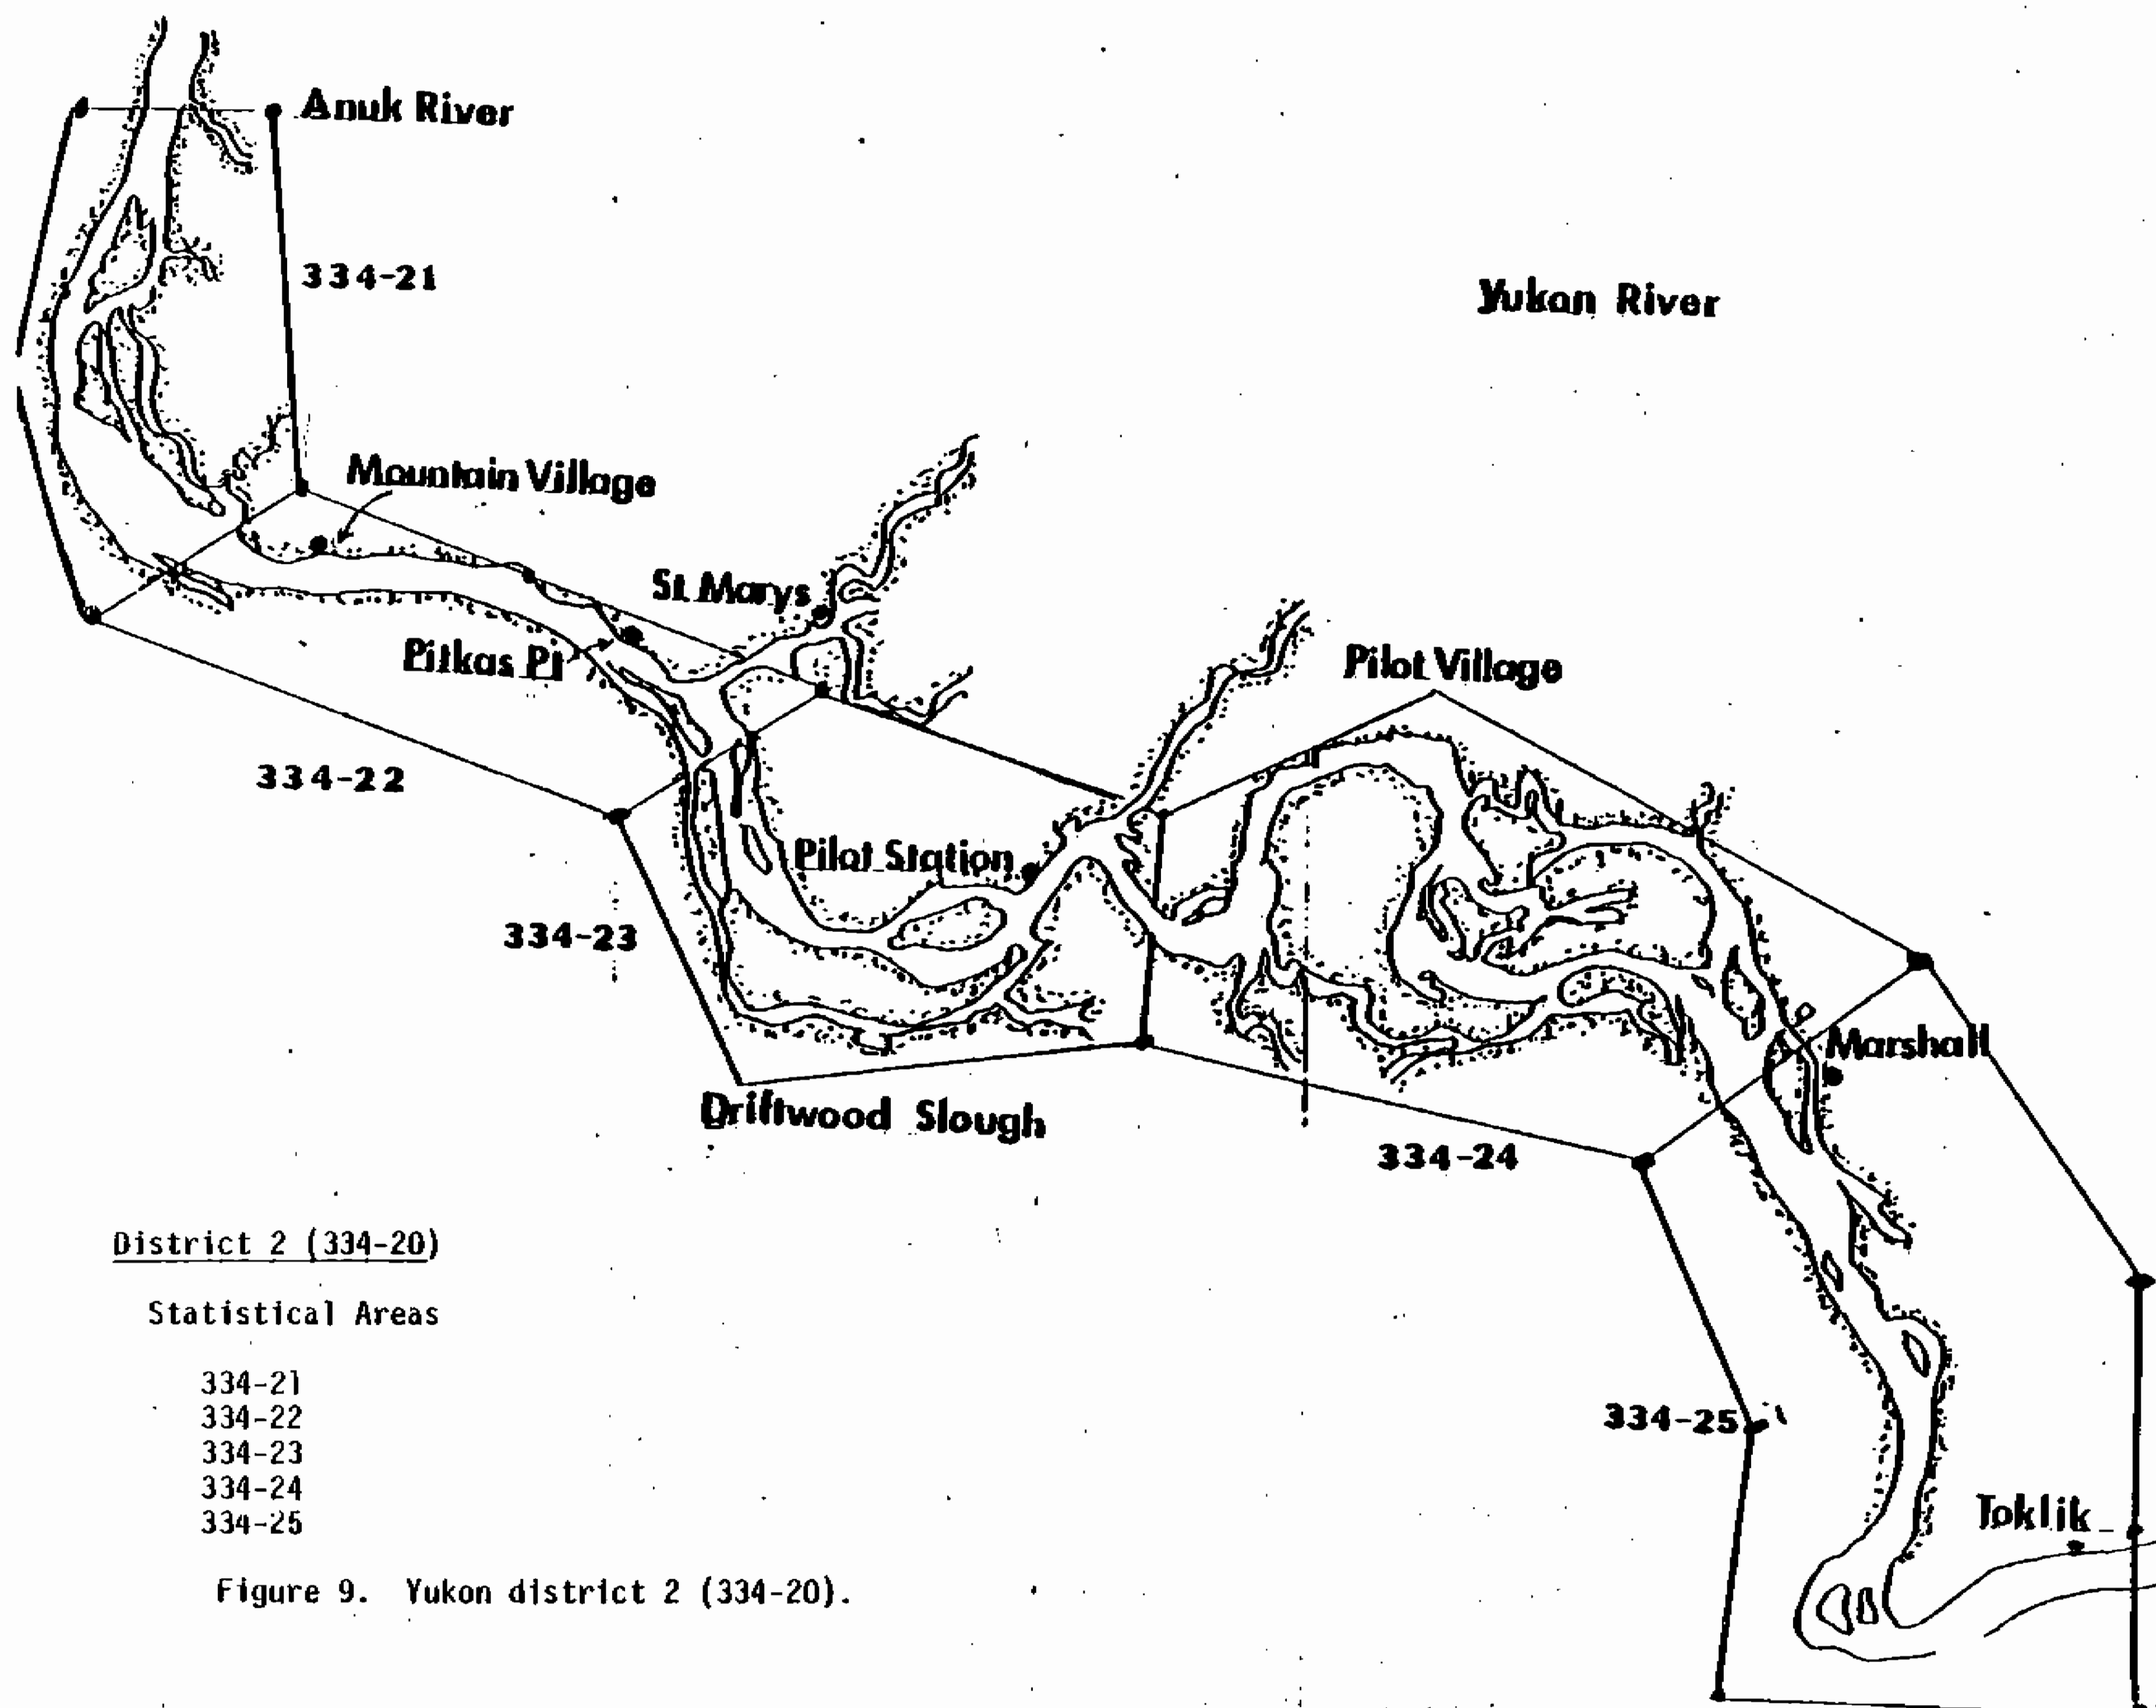 Anuk River
334-21
Yukon River
Mountain Village
St. Marys
Pitkas Pt
Pilot Village
334-22
Pilot Station
334-23
Marshall
Driftwood Slough
334-24
District 2 (334-20)
Statistical Areas
334-21
334-22
334-23
334-24
334-25
334-25
Toklik
Figure 9. Yukon district 2 (334-20).